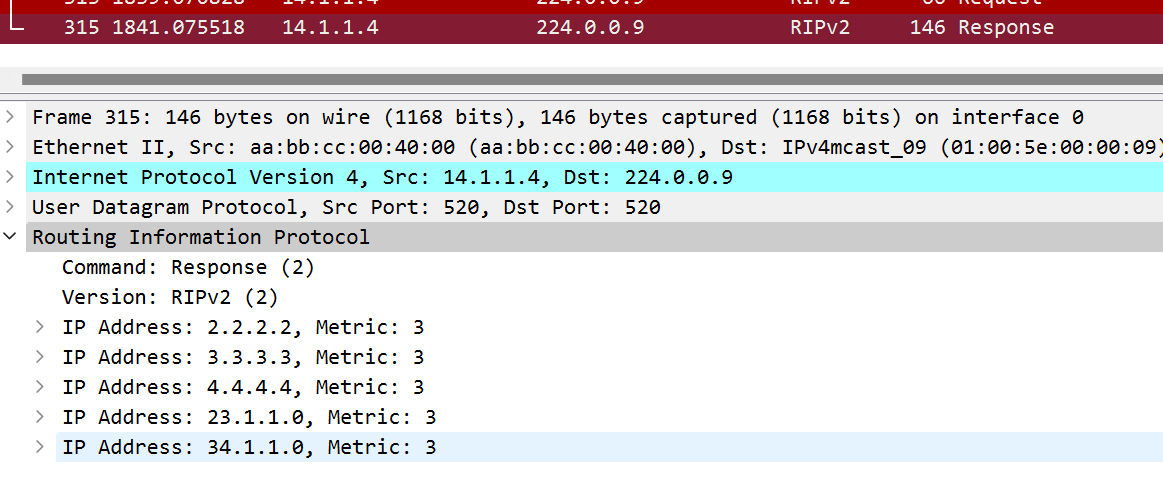 315 1841.075518 14.1.1.4 224.0.0.9 RIPv2 146 Response
Frame 315: 146 bytes on wire (1168 bits), 146 bytes captured (1168 bits) on interface 0
Ethernet II, Src: aa:bb:cc:00:40:00 (aa:bb:cc:00:40:00), Dst: IPv4mcast_09 (01:00:5e:00:00:09)
Internet Protocol Version 4, Src: 14.1.1.4, Dst: 224.0.0.9
User Datagram Protocol, Src Port: 520, Dst Port: 520
Routing Information Protocol
Command: Response (2)
Version: RIPv2 (2)
IP Address: 2.2.2.2, Metric: 3
IP Address: 3.3.3.3, Metric: 3
IP Address: 4.4.4.4, Metric: 3
IP Address: 23.1.1.0, Metric: 3
IP Address: 34.1.1.0, Metric: 3